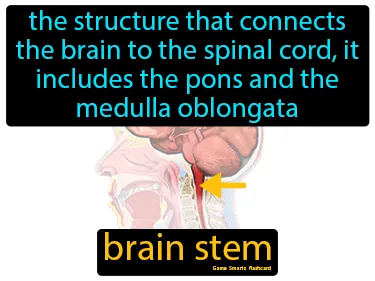 the structure that connects
the brain to the spinal cord, it
includes the pons and the
medulla oblongata
brain stem
Game Smartz flashcard